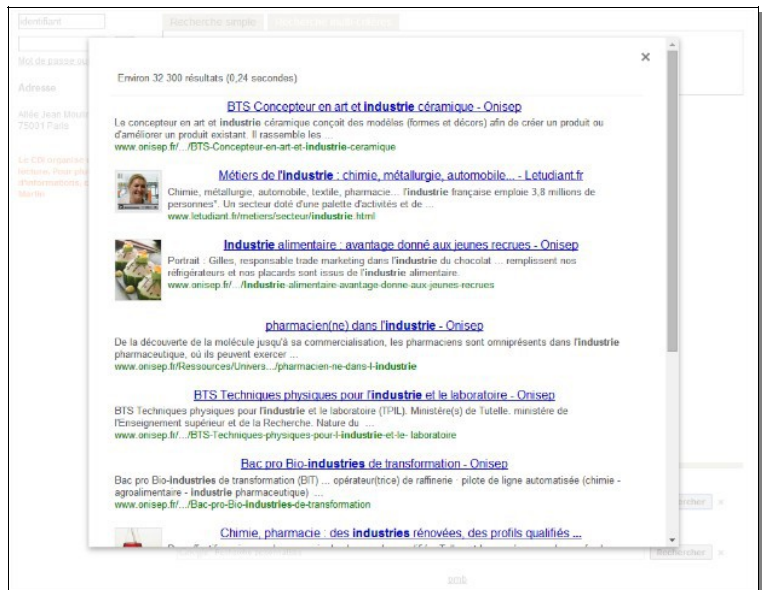 identifiant
Recherche simple
Mot de passe ou
Adresse
Allée Jean Moulin
75001 Paris
Le CDI organise
Martin
×
Environ 32 300 résultats (0,24 secondes)
BTS Concepteur en art et industrie céramique - Onisep
Le concepteur en art et industrie céramique conçoit des modèles (formes et décors) afin de créer un produit ou
d'améliorer un produit existant. Il rassemble les ...
www.onisep.fr/.../BTS-Concepteur-en-art-et-industrie-ceramique
Métiers de l'industrie : chimie, métallurgie, automobile... - Letudiant.fr
Chimie, métallurgie, automobile, textile, pharmacie... l'industrie française emploie 3,8 millions de
personnes*. Un secteur doté d'une palette d'activités et de ...
www.letudiant.fr/metiers/secteur/industrie.html
Industrie alimentaire : avantage donné aux jeunes recrues - Onisep
Portrait : Gilles, responsable trade marketing dans l'industrie du chocolat ... remplissent nos
réfrigérateurs et nos placards sont issus de l'industrie alimentaire.
www.onisep.fr/.../Industrie-alimentaire-avantage-donne-aux-jeunes-recrues
pharmacien(ne) dans l'industrie - Onisep
De la découverte de la molécule jusqu'à sa commercialisation, les pharmaciens sont omniprésents dans l'industrie
pharmaceutique, où ils peuvent exercer ...
www.onisep.fr/Ressources/Univers.../pharmacien-ne-dans-l-industrie
BTS Techniques physiques pour l'industrie et le laboratoire - Onisep
BTS Techniques physiques pour l'industrie et le laboratoire (TPIL). Ministère(s) de Tutelle. ministère de
l'Enseignement supérieur et de la Recherche. Nature du ...
www.onisep.fr/.../BTS-Techniques-physiques-pour-l-industrie-et-le- laboratoire
Bac pro Bio-industries de transformation - Onisep
Bac pro Bio-industries de transformation (BIT) ... opérateur(trice) de raffinerie · pilote de ligne automatisée (chimie -
agroalimentaire - industrie pharmaceutique) ...
www.onisep.fr/.../Bac-pro-Bio-industries-de-transformation
ercher ×
Chimie, pharmacie : des industries rénovées, des profils qualifiés ...
Rechercher ×
pmb